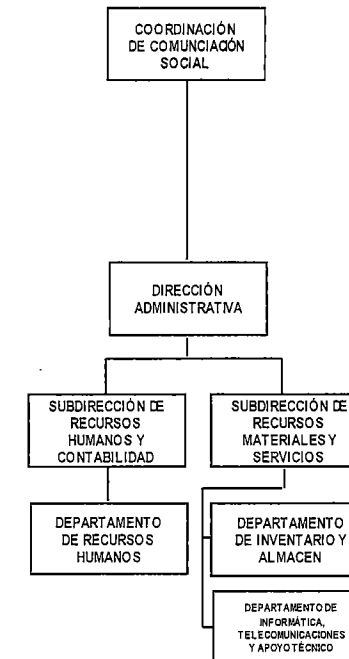 COORDINACIÓN
DE COMUNCIACIÓN
SOCIAL
DIRECCIÓN
ADMINISTRATIVA
SUBDIRECCIÓN DE
RECURSOS
HUMANOS Y
CONTABILIDAD
SUBDIRECCIÓN DE
RECURSOS
MATERIALES Y
SERVICIOS
DEPARTAMENTO
DE RECURSOS
HUMANOS
DEPARTAMENTO
DE INVENTARIO Y
ALMACEN
DEPARTAMENTO DE
INFORMÁTICA,
TELECOMUNICACIONES
Y APOYO TÉCNICO